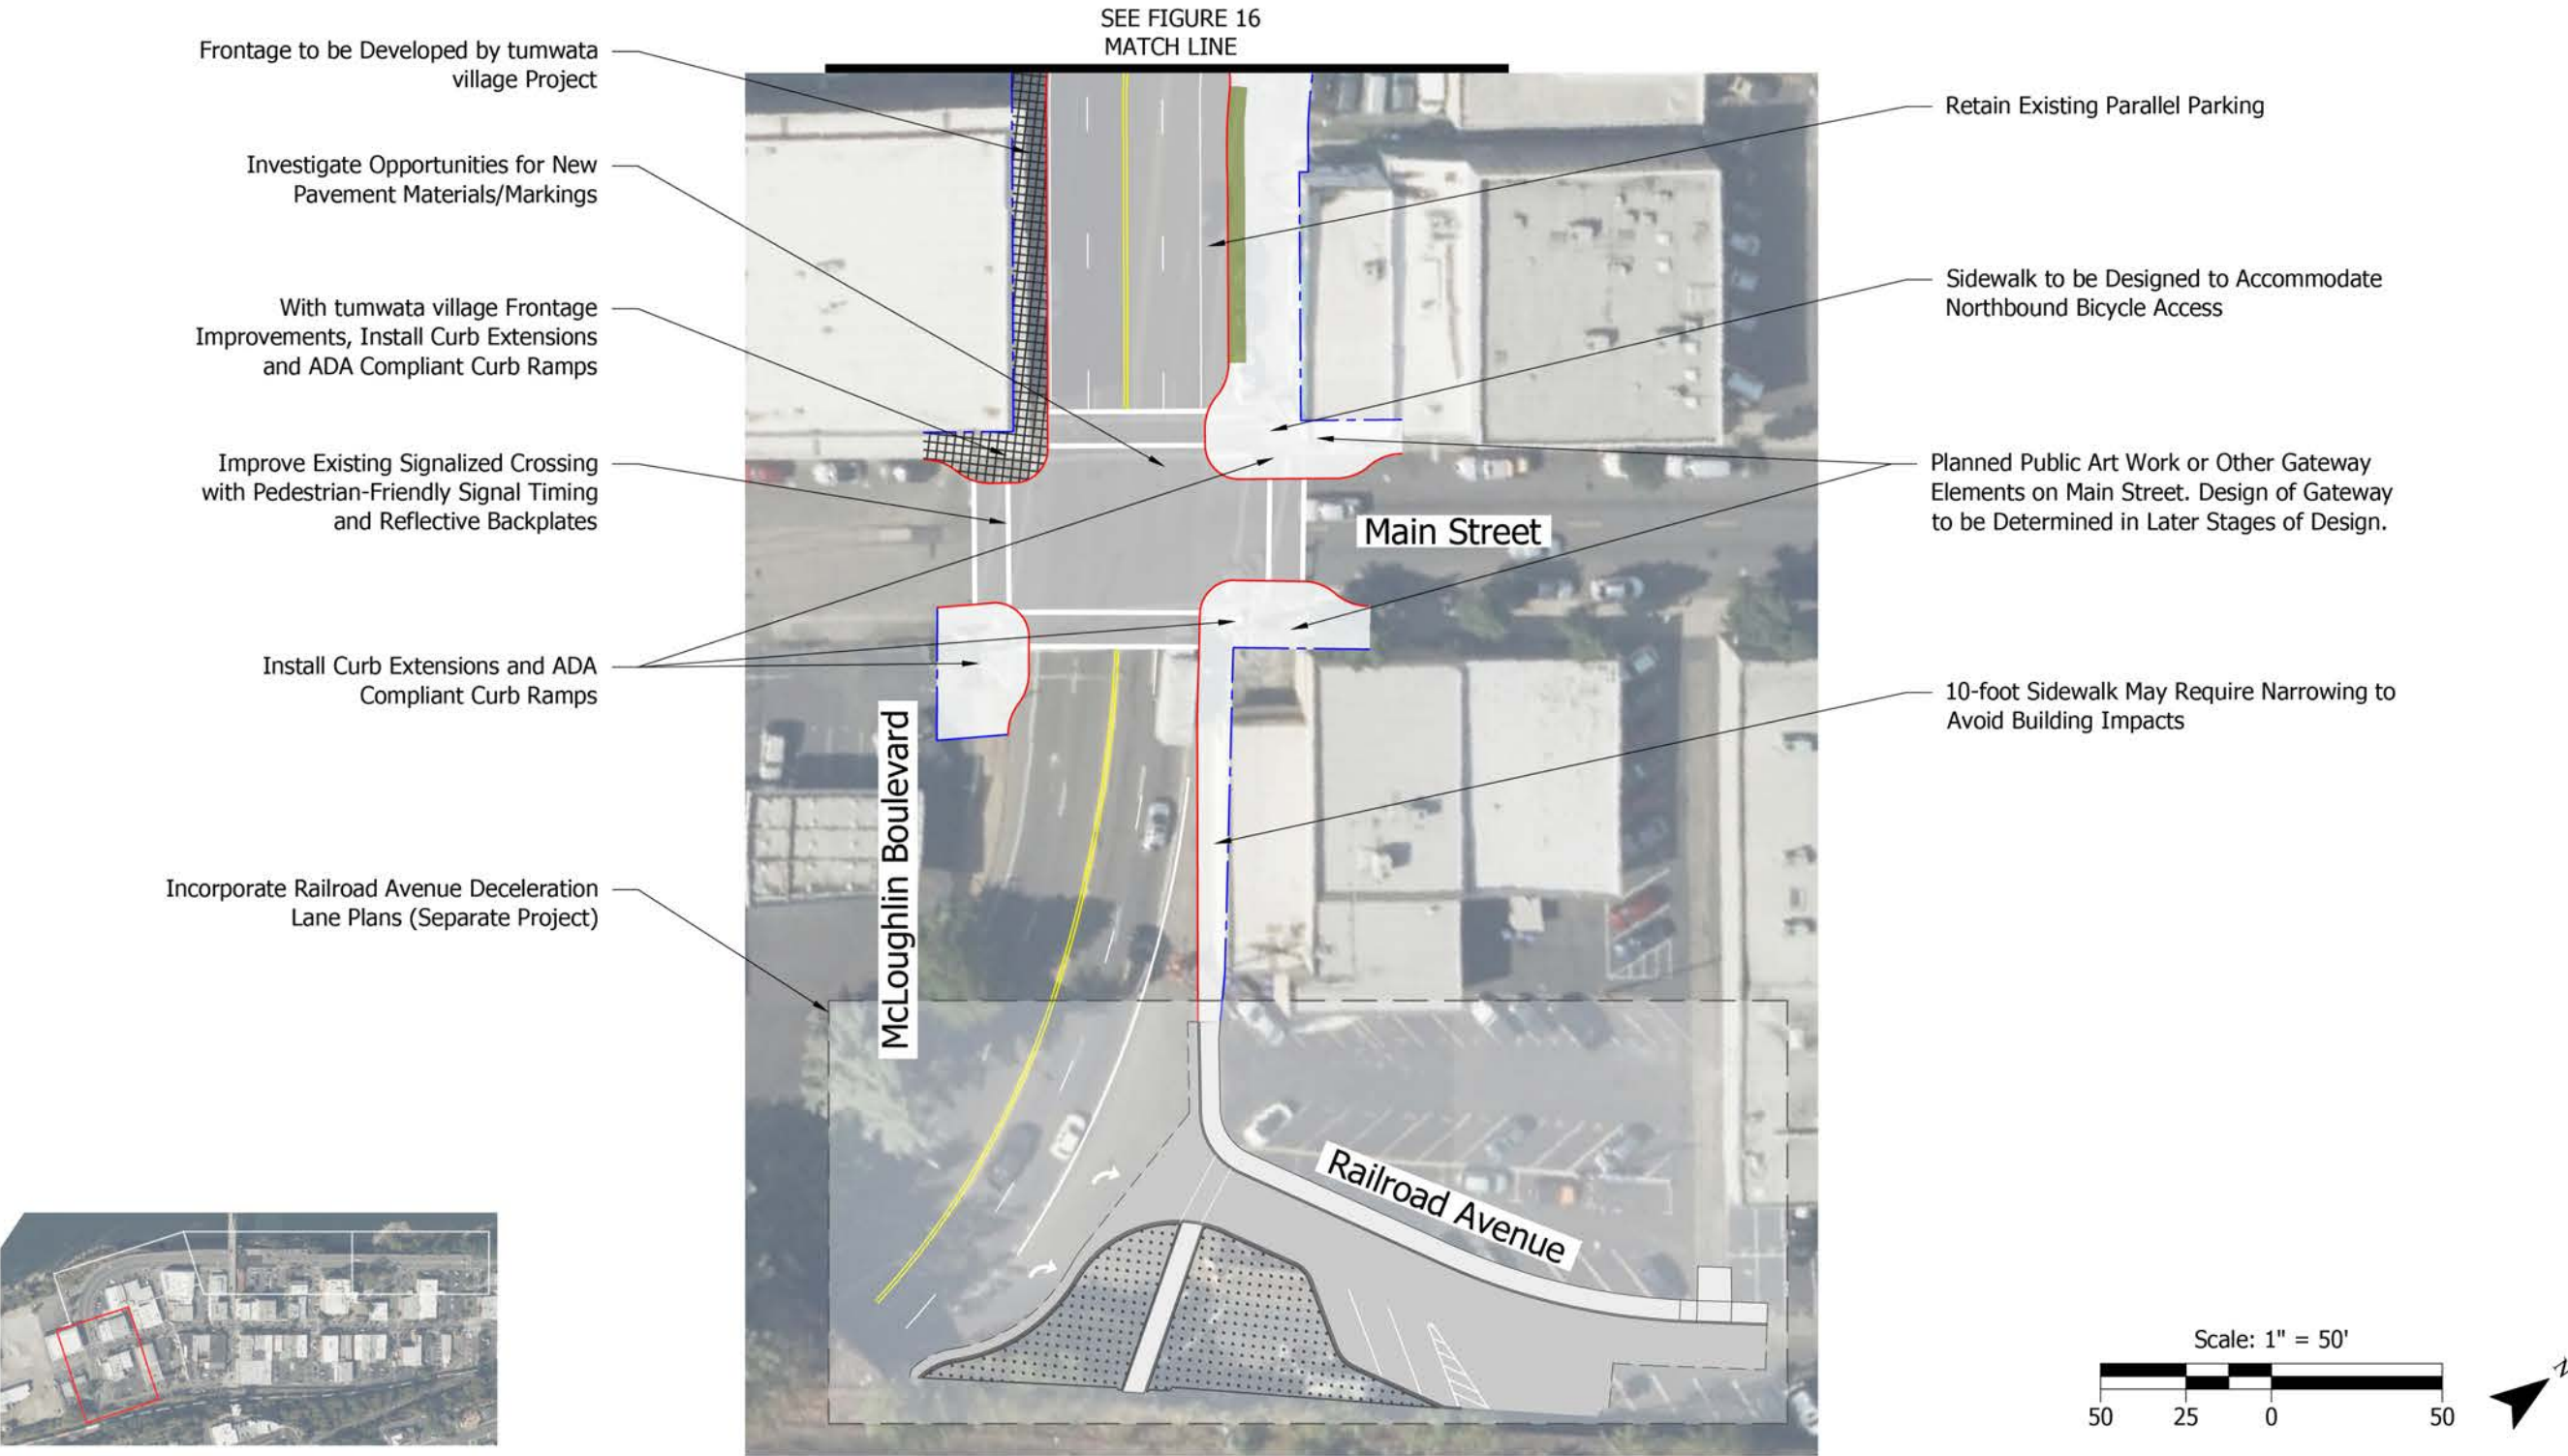 SEE FIGURE 16
MATCH LINE
Frontage to be Developed by tumwata
village Project
Investigate Opportunities for New
Pavement Materials/Markings
With tumwata village Frontage
Improvements, Install Curb Extensions
and ADA Compliant Curb Ramps
Improve Existing Signalized Crossing
with Pedestrian-Friendly Signal Timing
and Reflective Backplates
Install Curb Extensions and ADA
Compliant Curb Ramps
Incorporate Railroad Avenue Deceleration
Lane Plans (Separate Project)
Main Street
McLoughlin Boulevard
Railroad Avenue
Retain Existing Parallel Parking
Sidewalk to be Designed to Accommodate
Northbound Bicycle Access
Planned Public Art Work or Other Gateway
Elements on Main Street. Design of Gateway
to be Determined in Later Stages of Design.
10-foot Sidewalk May Require Narrowing to
Avoid Building Impacts
Scale: 1" = 50'
50 25 0 50
N